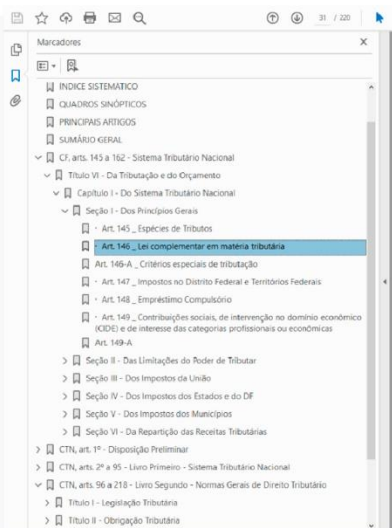 31 / 220
Marcadores
X
ÍNDICE SISTEMÁTICO
QUADROS SINÓPTICOS
PRINCIPAIS ARTIGOS
SUMÁRIO GERAL
CF, arts. 145 a 162 - Sistema Tributário Nacional
Título VI - Da Tributação e do Orçamento
Capítulo I - Do Sistema Tributário Nacional
Seção I - Dos Princípios Gerais
· Art. 145 _ Espécies de Tributos
· Art. 146 _ Lei complementar em matéria tributária
Art. 146-A _ Critérios especiais de tributação
· Art. 147 _ Impostos no Distrito Federal e Territórios Federais
· Art. 148 _ Empréstimo Compulsório
· Art. 149 _ Contribuições sociais, de intervenção no domínio econômico
(CIDE) e de interesse das categorias profissionais ou econômicas
Art. 149-A
Seção II - Das Limitações do Poder de Tributar
Seção III - Dos Impostos da União
Seção IV - Dos Impostos dos Estados e do DF
Seção V - Dos Impostos dos Municípios
Seção VI - Da Repartição das Receitas Tributárias
CTN, art. 1º - Disposição Preliminar
CTN, arts. 2º a 95 - Livro Primeiro - Sistema Tributário Nacional
CTN, arts. 96 a 218 - Livro Segundo - Normas Gerais de Direito Tributário
Título I - Legislação Tributária
Título II - Obrigação Tributária